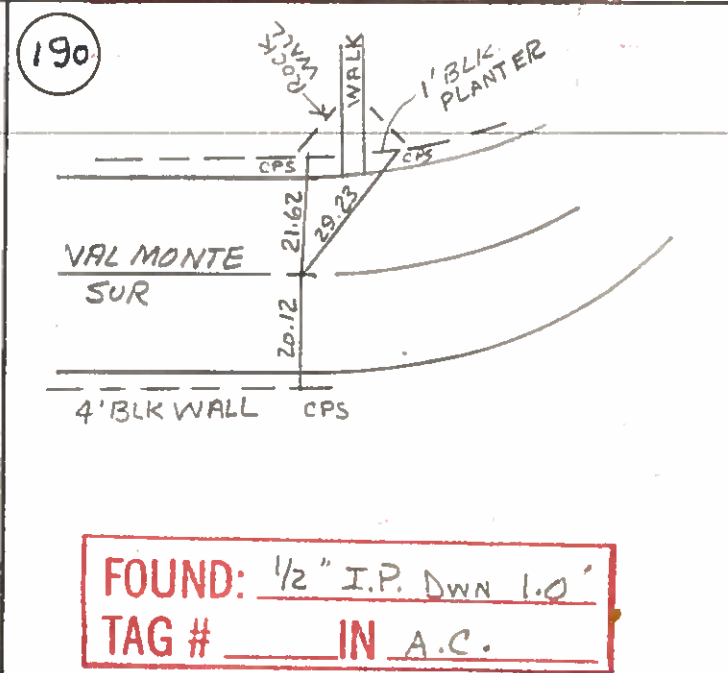 190
ROCK WALL
WALK
1' BLK. PLANTER
CPS
CPS
21.62
29.23
VAL MONTE
SUR
20.12
4' BLK WALL CPS
FOUND: 1/2" I.P. DWN 1.0'
TAG # IN A.C.